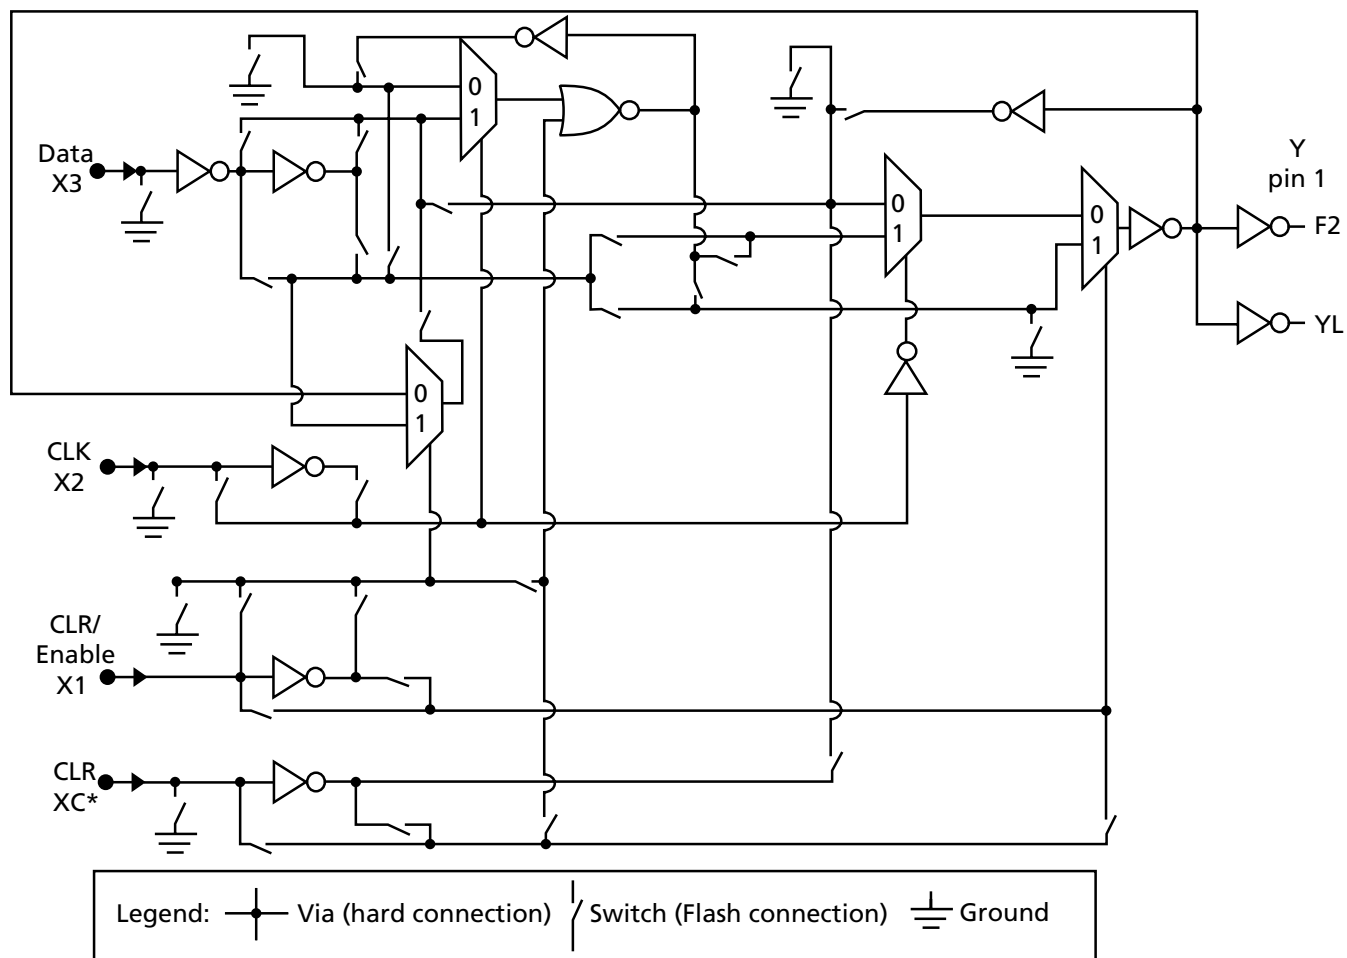 0
1
Data
X3
Y
pin 1
0
1
0
1
F2
YL
0
1
CLK
X2
CLR/
Enable
X1
CLR
XC*
Legend: Via (hard connection) Switch (Flash connection) Ground